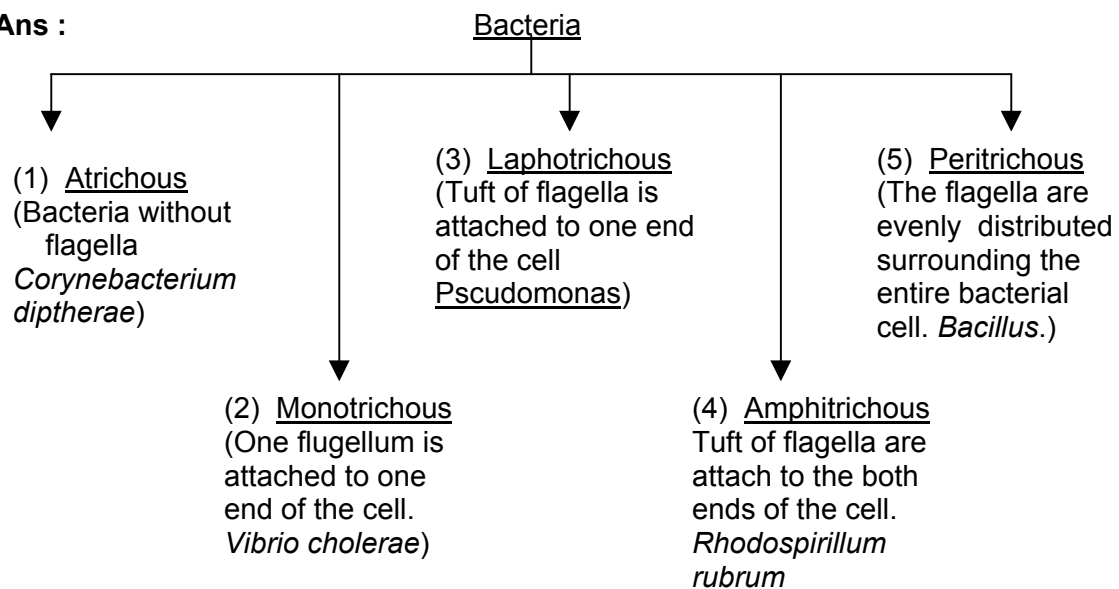 Ans :
Bacteria
(1) Atrichous
(Bacteria without
flagella
Corynebacterium
diptherae)
(2) Monotrichous
(One flugellum is
attached to one
end of the cell.
Vibrio cholerae)
(3) Laphotrichous
(Tuft of flagella is
attached to one end
of the cell
Pscudomonas)
(4) Amphitrichous
Tuft of flagella are
attach to the both
ends of the cell.
Rhodospirillum
rubrum
(5) Peritrichous
(The flagella are
evenly distributed
surrounding the
entire bacterial
cell. Bacillus.)